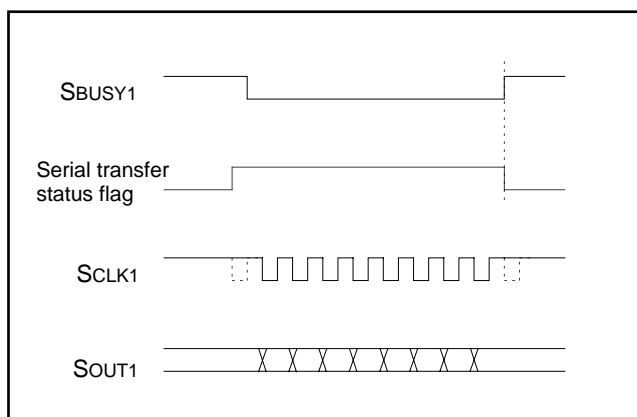 SBUSY1
Serial transfer
status flag
SCLK1
SOUT1